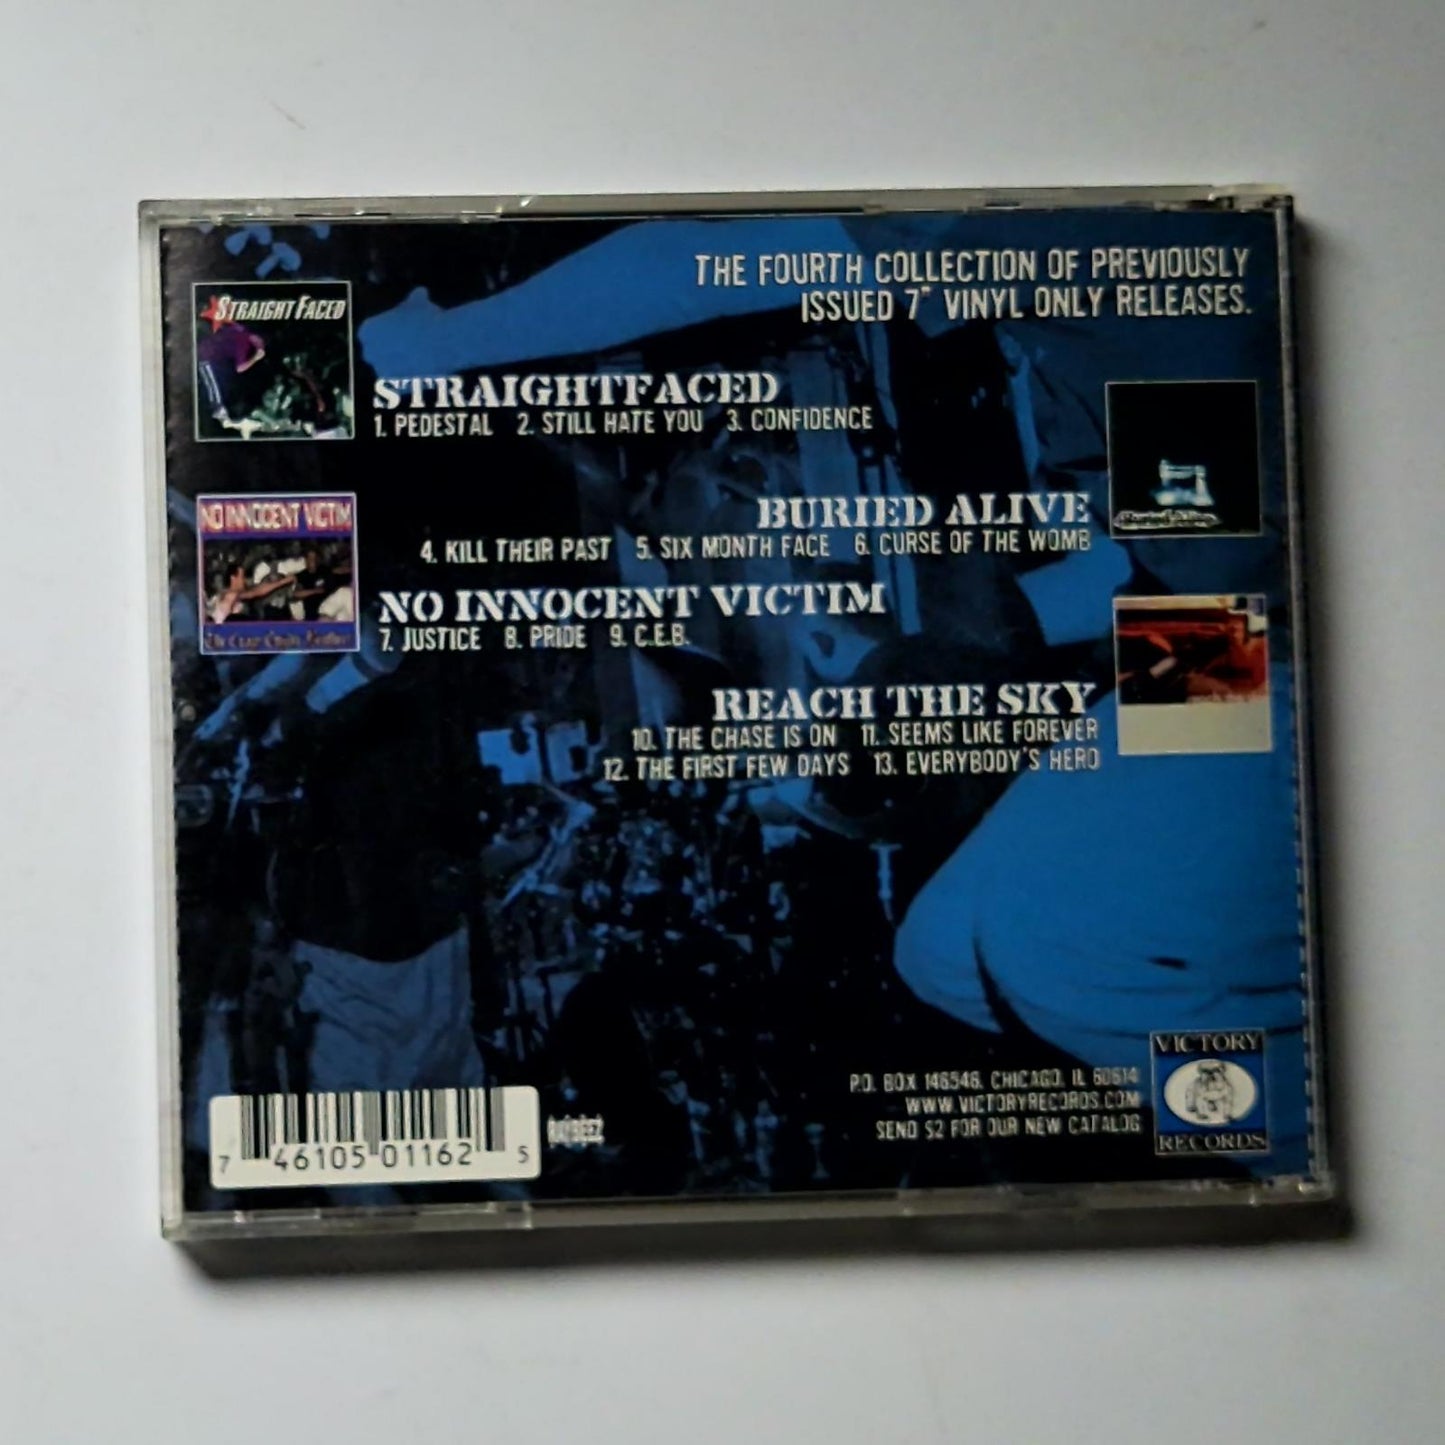 THE FOURTH COLLECTION OF PREVIOUSLY
ISSUED 7" VINYL ONLY RELEASES.
STRAIGHT FACED
STRAIGHTFACED
1. PEDESTAL 2. STILL HATE YOU 3. CONFIDENCE
BURIED ALIVE
4. KILL THEIR PAST 5. SIX MONTH FACE 6. CURSE OF THE WOMB
NO INNOCENT VICTIM
NO INNOCENT VICTIM
7. JUSTICE 8. PRIDE 9. C.E.B.
REACH THE SKY
10. THE CHASE IS ON 11. SEEMS LIKE FOREVER
12. THE FIRST FEW DAYS 13. EVERYBODY'S HERO
P.O. BOX 146546. CHICAGO. IL 60614
WWW.VICTORYRECORDS.COM
SEND $2 FOR OUR NEW CATALOG
VICTORY
RECORDS
7 46105 01162 5